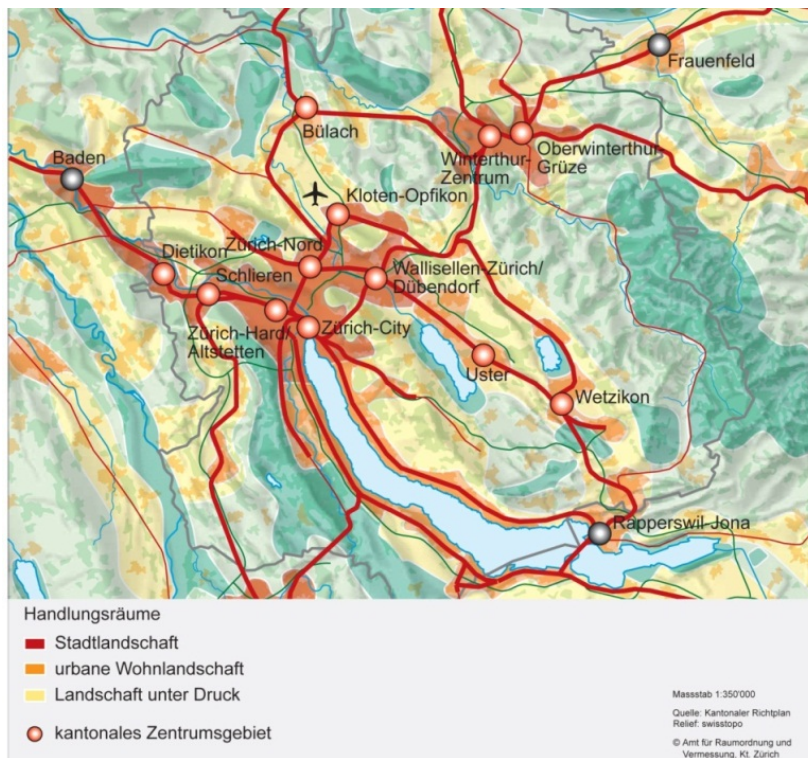 Frauenfeld
Bülach
Winterthur-
Zentrum
Oberwinterthur-
Grüze
Baden
Kloten-Opfikon
Zürich-Nord
Dietikon
Schlieren
Wallisellen-Zürich/
Dübendorf
Zürich-Hard/
Altstetten
Zürich-City
Uster
Wetzikon
Rapperswil-Jona
Handlungsräume
Stadtlandschaft
urbane Wohnlandschaft
Landschaft unter Druck
kantonales Zentrumsgebiet
Massstab 1:350'000
Quelle: Kantonaler Richtplan
Relief: swisstopo
© Amt für Raumordnung und
Vermessung, Kt. Zürich